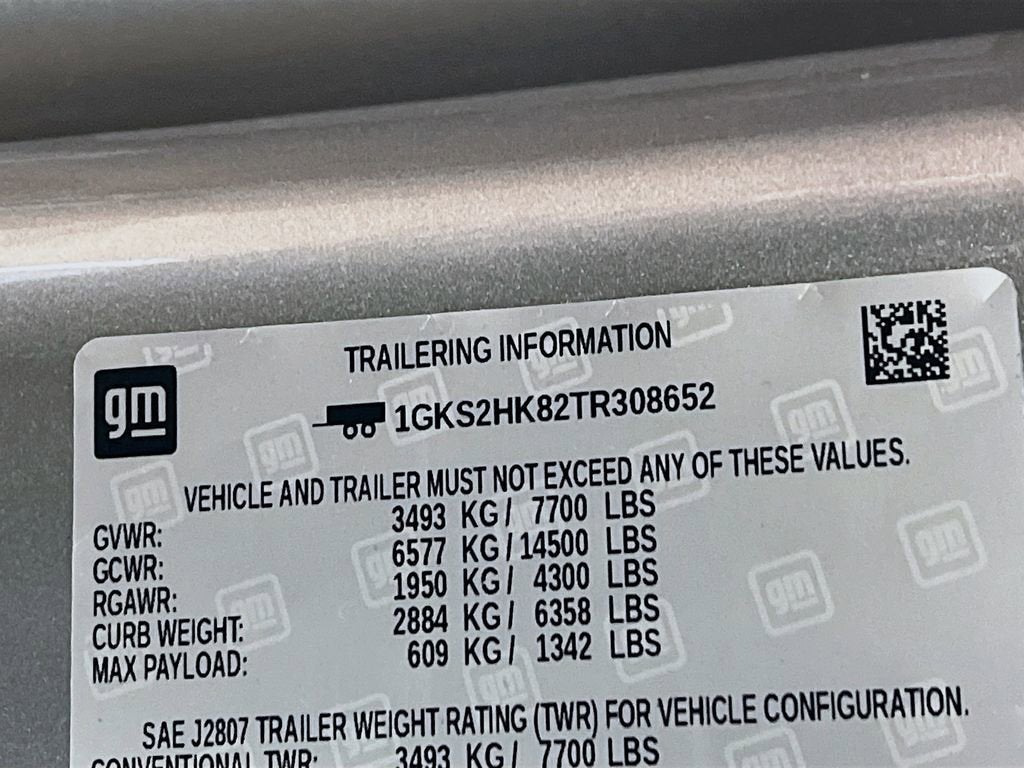 TRAILERING INFORMATION
gm
1GKS2HK82TR308652
VEHICLE AND TRAILER MUST NOT EXCEED ANY OF THESE VALUES.
GVWR: 3493 KG / 7700 LBS
GCWR: 6577 KG / 14500 LBS
RGAWR: 1950 KG / 4300 LBS
CURB WEIGHT: 2884 KG / 6358 LBS
MAX PAYLOAD: 609 KG / 1342 LBS
SAE J2807 TRAILER WEIGHT RATING (TWR) FOR VEHICLE CONFIGURATION.
CONVENTIONAL TWR: 3493 KG / 7700 LBS